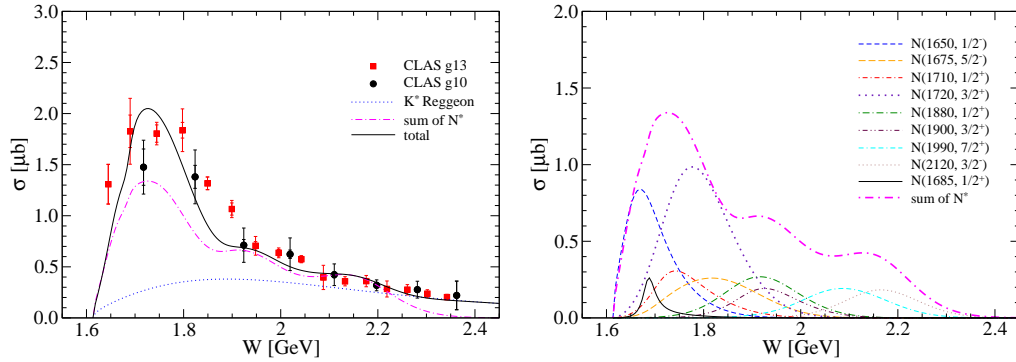 3.0
2.5
2.0
1.5
1.0
0.5
0.0
σ [μb]
1.6
1.8
2
2.2
2.4
W [GeV]
CLAS g13
CLAS g10
K* Reggeon
sum of N*
total
2.0
1.6
1.2
0.8
0.4
0.0
σ [μb]
1.6
1.8
2
2.2
2.4
W [GeV]
N(1650, 1/2⁻)
N(1675, 5/2⁻)
N(1710, 1/2⁺)
N(1720, 3/2⁺)
N(1880, 1/2⁺)
N(1900, 3/2⁺)
N(1990, 7/2⁺)
N(2120, 3/2⁻)
N(1685, 1/2⁺)
sum of N*